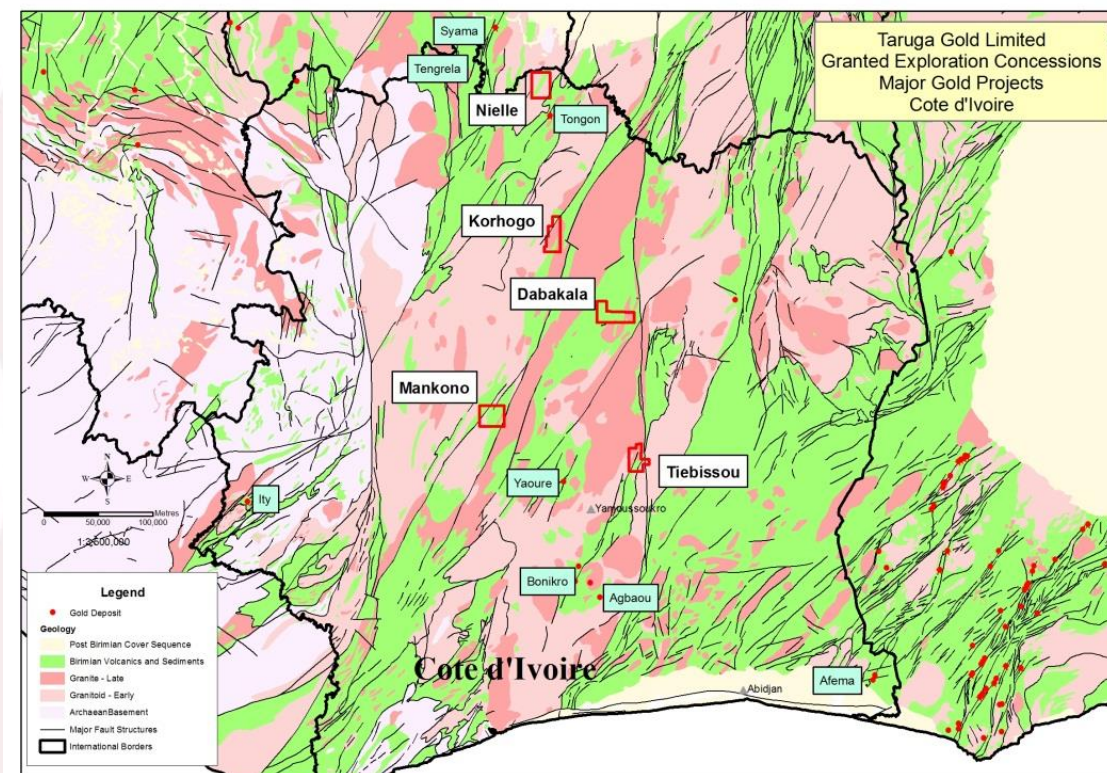 Taruga Gold Limited
Granted Exploration Concessions
Major Gold Projects
Cote d'Ivoire
Syama
Tengrela
Nielle
Tongon
Korhogo
Dabakala
Mankono
Tiebissou
Yaoure
Yamoussoukro
Ity
N
W E
S
Metres
0 50,000 100,000
1:2,500,000
Bonikro
Agbaou
Cote d'Ivoire
Afema
Abidjan
Legend
Gold Deposit
Geology
Post Birimian Cover Sequence
Birimian Volcanics and Sediments
Granite - Late
Granitoid - Early
ArchaeanBasement
Major Fault Structures
International Borders